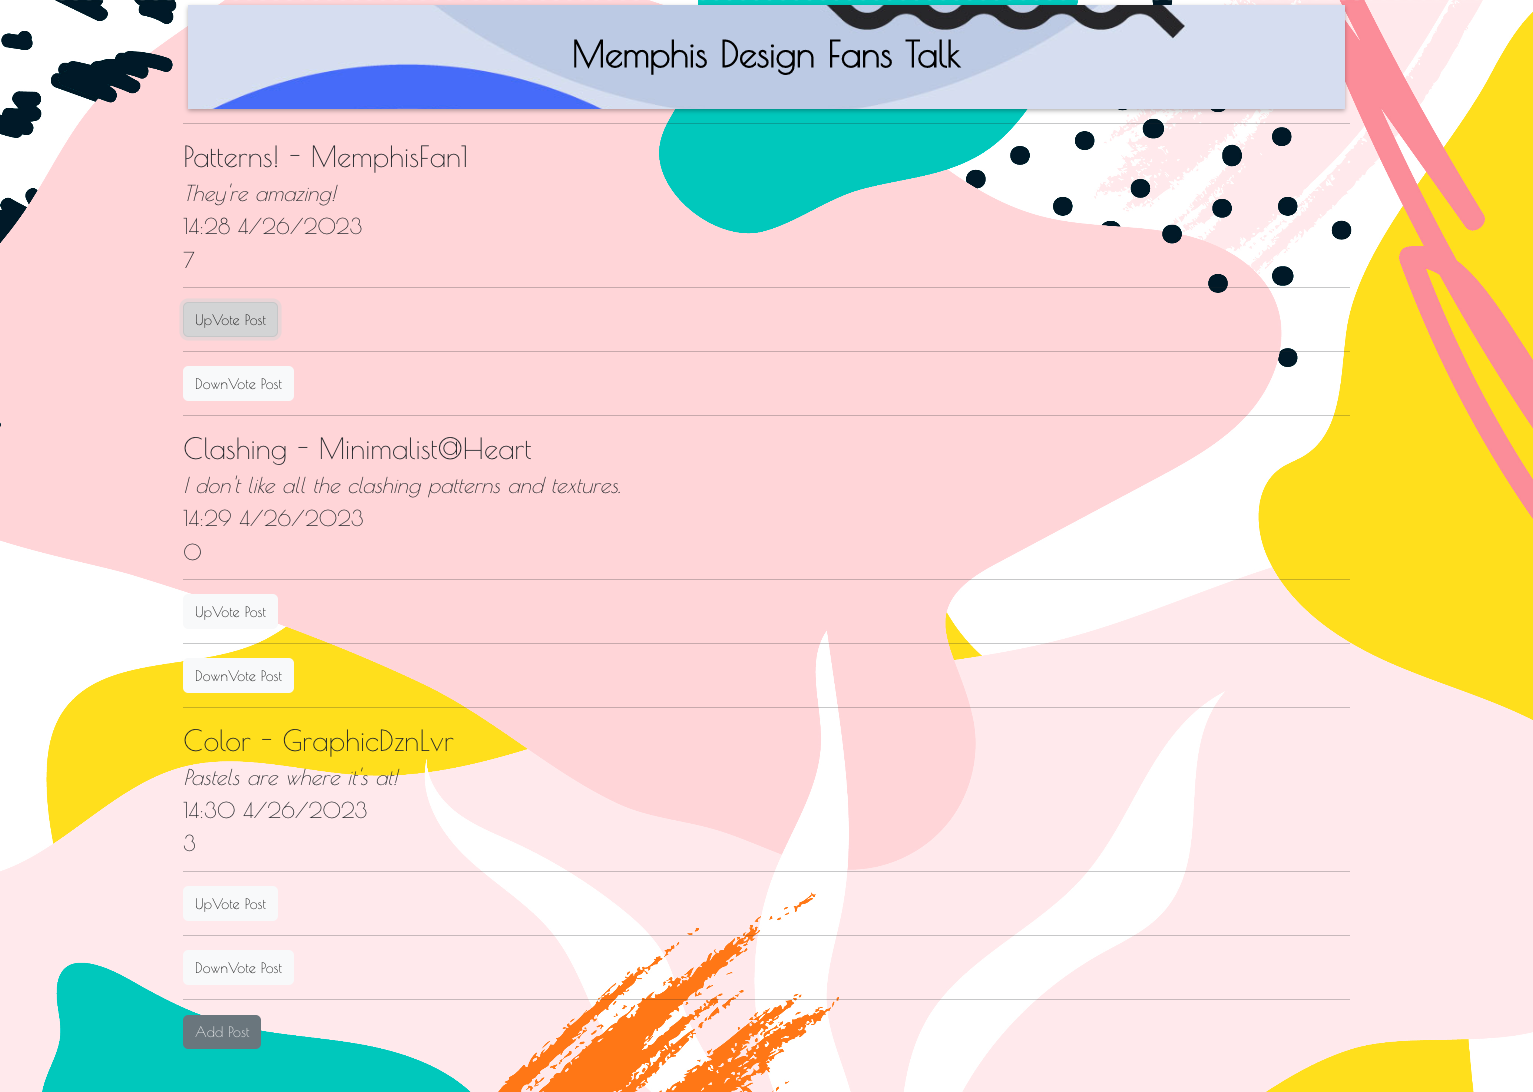 Memphis Design Fans Talk
Patterns! - MemphisFan1
They're amazing!
14:28 4/26/2023
7
UpVote Post
DownVote Post
Clashing - Minimalist@Heart
I don't like all the clashing patterns and textures.
14:29 4/26/2023
0
UpVote Post
DownVote Post
Color - GraphicDznLvr
Pastels are where it's at!
14:30 4/26/2023
3
UpVote Post
DownVote Post
Add Post